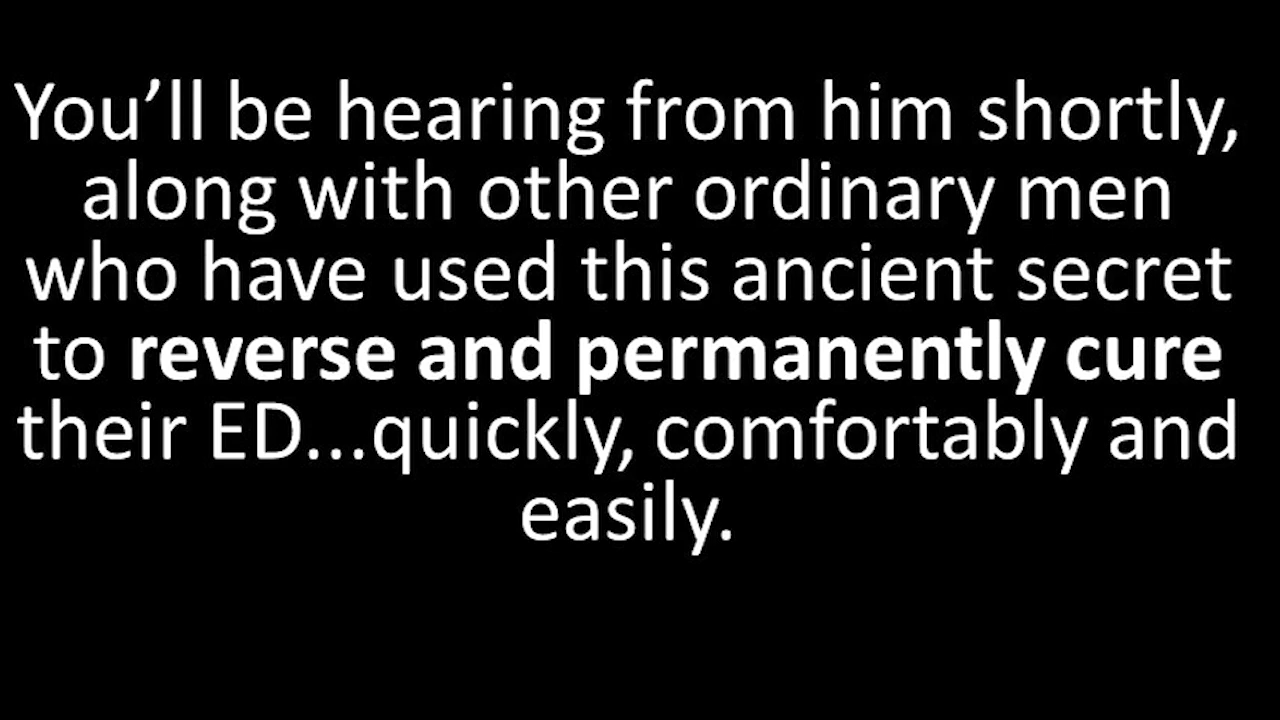 You’ll be hearing from him shortly,
along with other ordinary men
who have used this ancient secret
to reverse and permanently cure
their ED...quickly, comfortably and
easily.